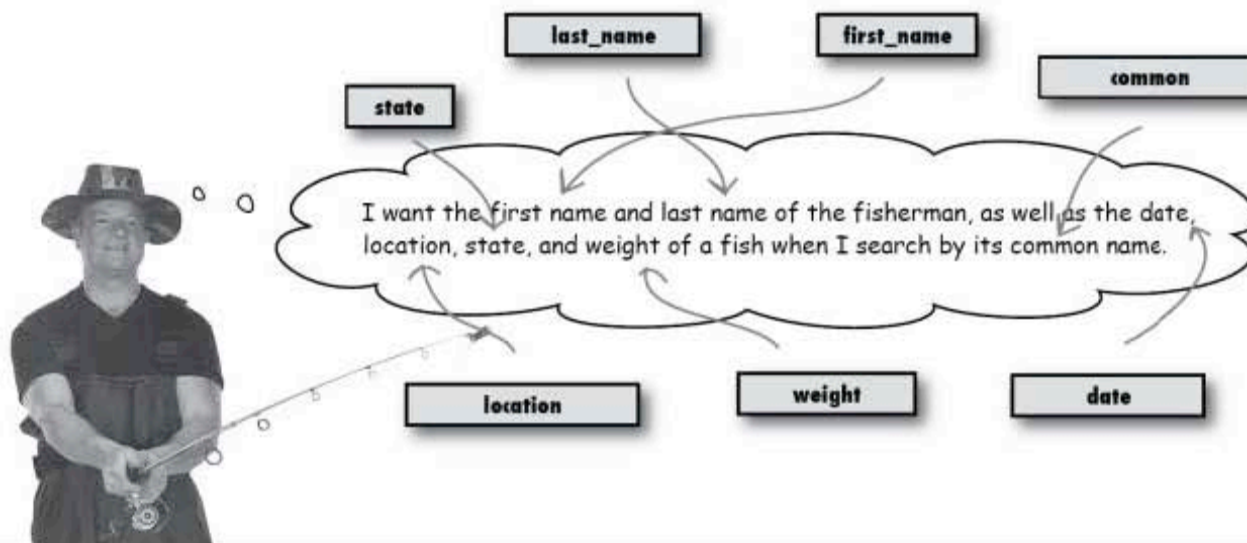 last_name
first_name
common
state
I want the first name and last name of the fisherman, as well as the date,
location, state, and weight of a fish when I search by its common name.
location
weight
date